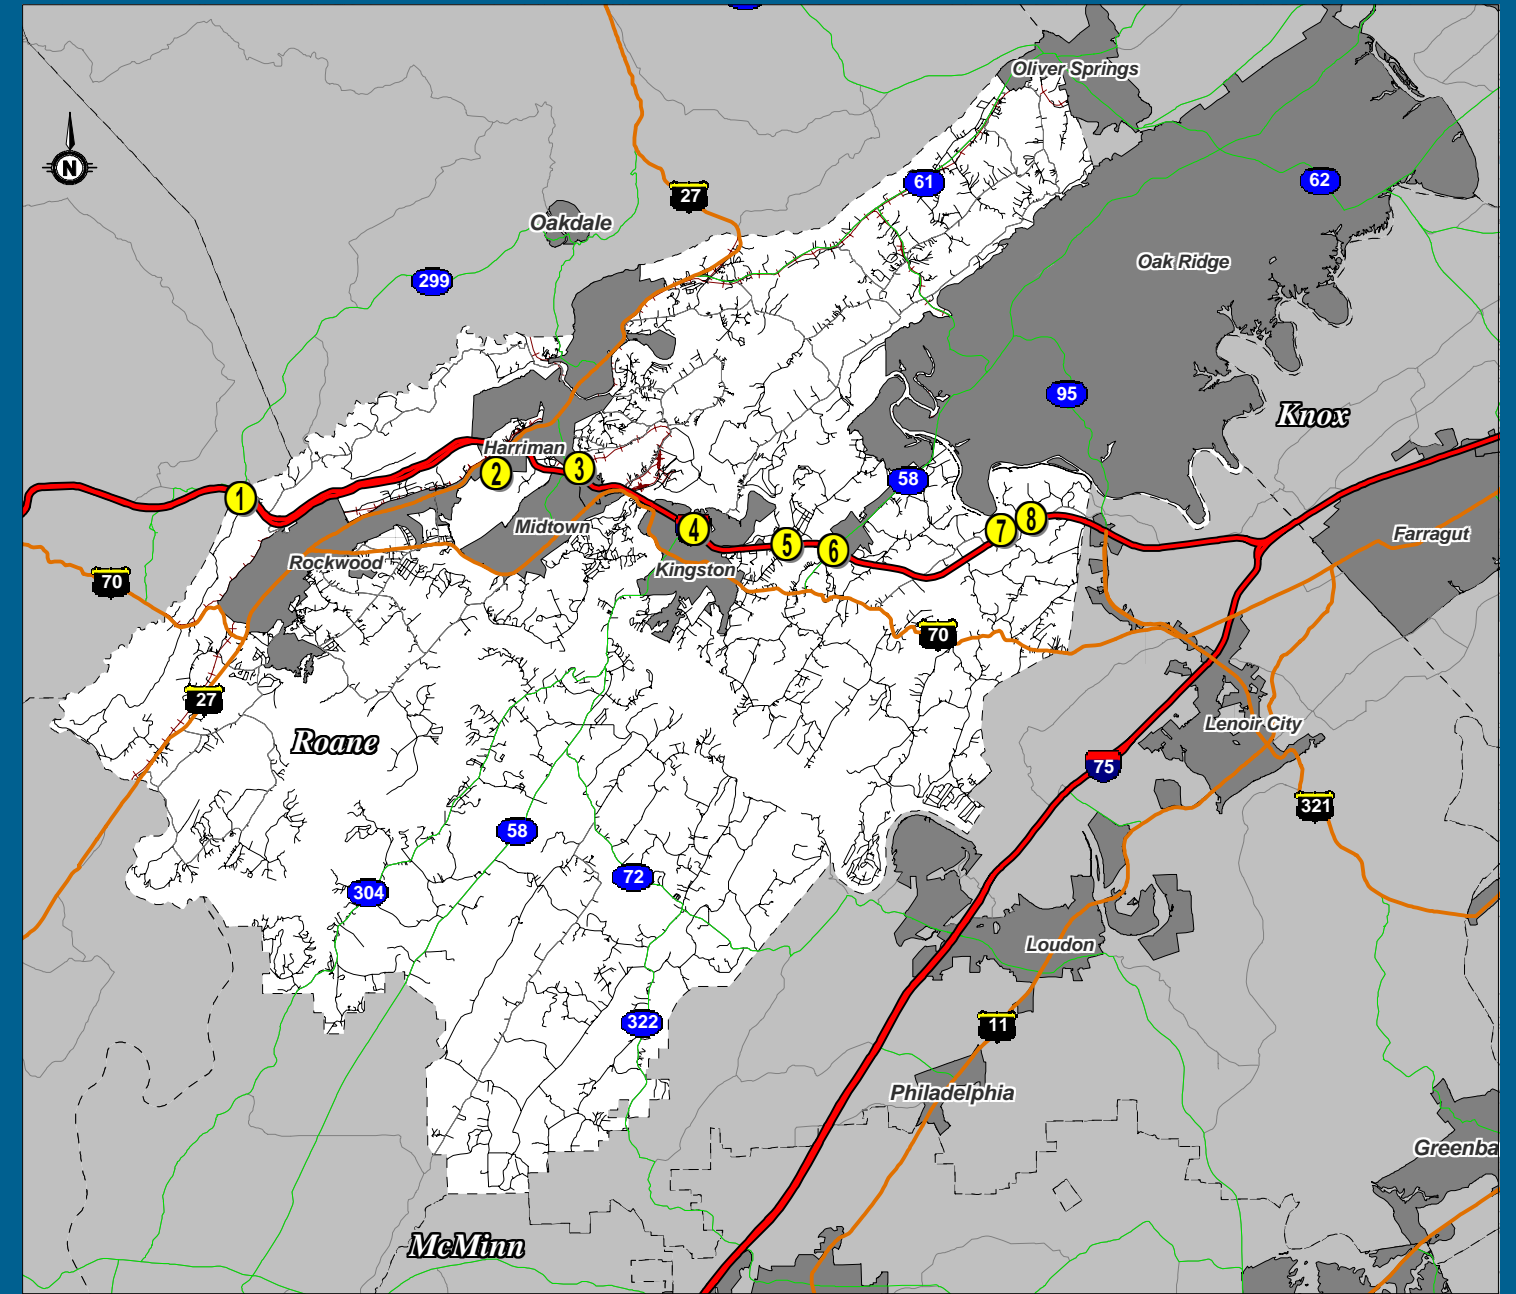 Oliver Springs
N
61
62
27
Oakdale
Oak Ridge
299
95
Knox
Harriman
2
3
58
1
8
7
4
Midtown
5
6
Farragut
Rockwood
Kingston
70
70
27
Lenoir City
Roane
75
321
58
72
304
Loudon
322
11
Philadelphia
Greenba
McMinn